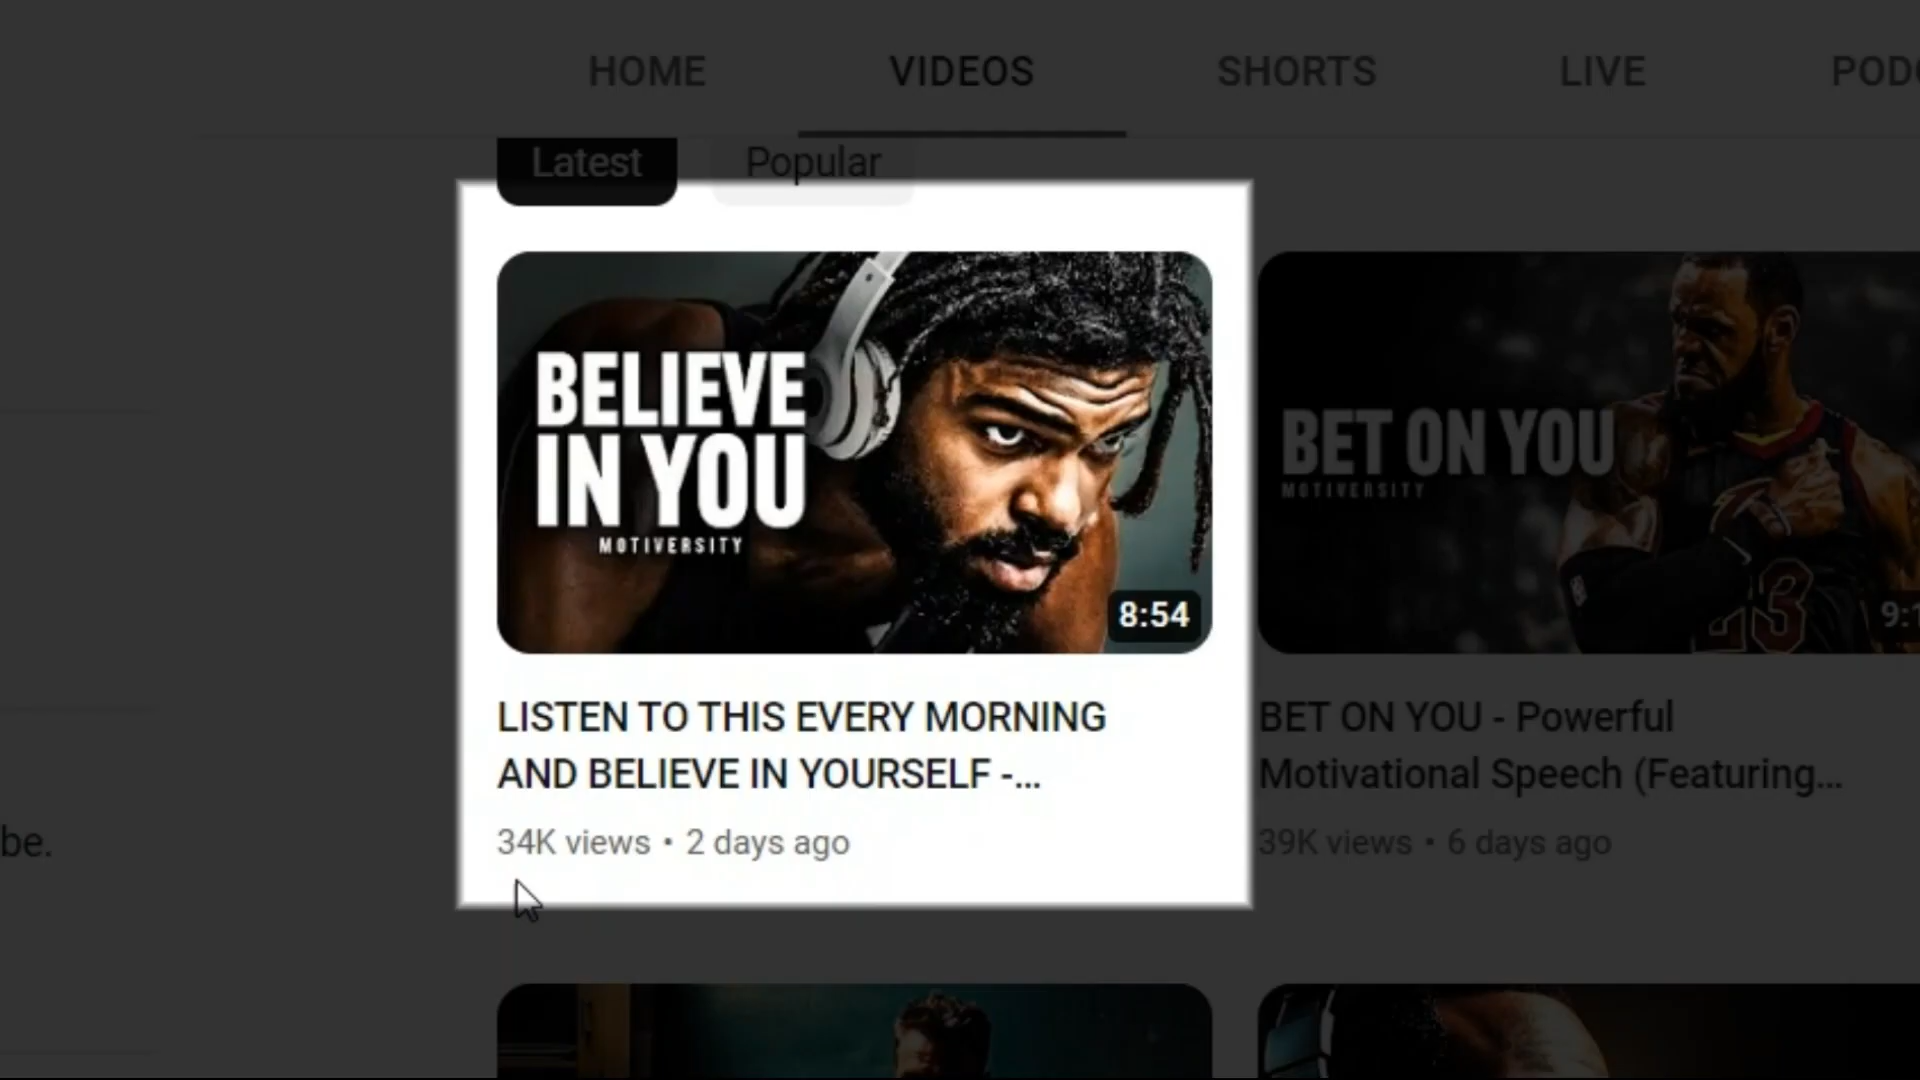 HOME VIDEOS SHORTS LIVE
Latest Popular
BELIEVE
IN YOU
MOTIVERSITY
8:54
BET ON YOU
MOTIVERSITY
23
LISTEN TO THIS EVERY MORNING
AND BELIEVE IN YOURSELF -...
34K views • 2 days ago
BET ON YOU - Powerful
Motivational Speech (Featuring...
39K views • 6 days ago
be.